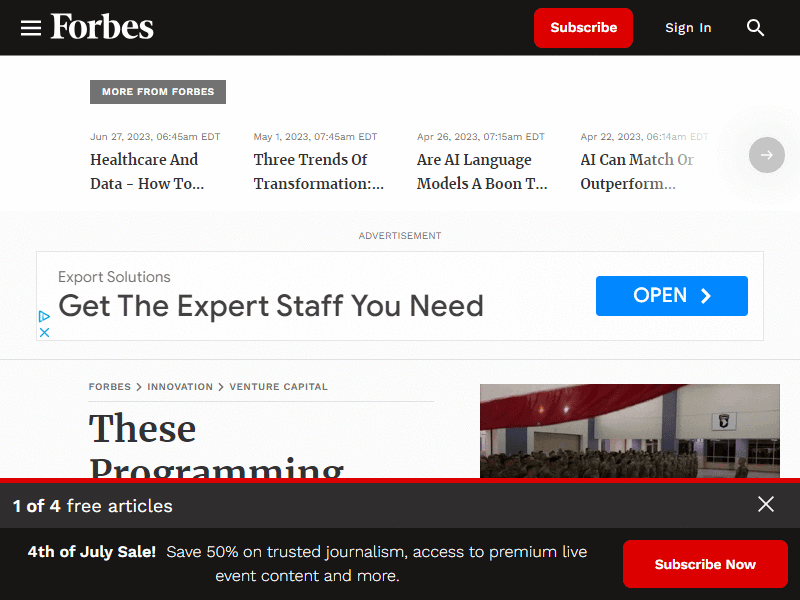 Forbes
Subscribe
Sign In
MORE FROM FORBES
Jun 27, 2023, 06:45am EDT
Healthcare And
Data - How To...
May 1, 2023, 07:45am EDT
Three Trends Of
Transformation:...
Apr 26, 2023, 07:15am EDT
Are AI Language
Models A Boon T...
Apr 22, 2023, 06:14am EDT
AI Can Match Or
Outperform...
ADVERTISEMENT
Export Solutions
Get The Expert Staff You Need
OPEN
FORBES > INNOVATION > VENTURE CAPITAL
These
Programming
1 of 4 free articles
4th of July Sale! Save 50% on trusted journalism, access to premium live
event content and more.
Subscribe Now